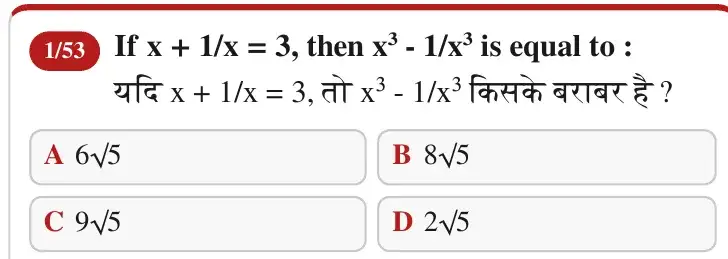 1/53 If x + 1/x = 3, then x³ - 1/x³ is equal to :
यदि x + 1/x = 3, तो x³ - 1/x³ किसके बराबर है ?
A 6√5
B 8√5
C 9√5
D 2√5